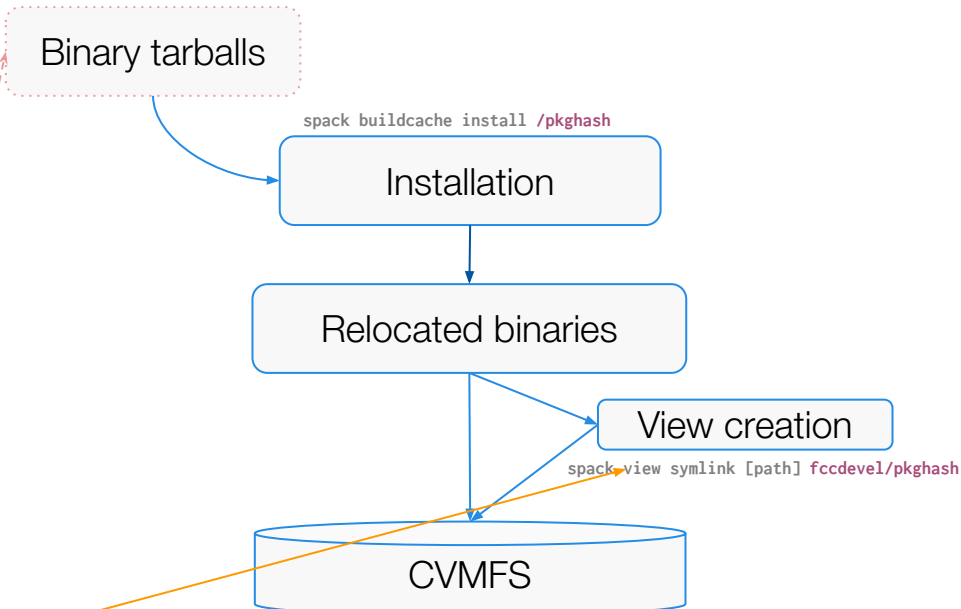 Binary tarballs
spack buildcache install /pkghash
Installation
Relocated binaries
View creation
spack view symlink [path] fccdevel/pkghash
CVMFS